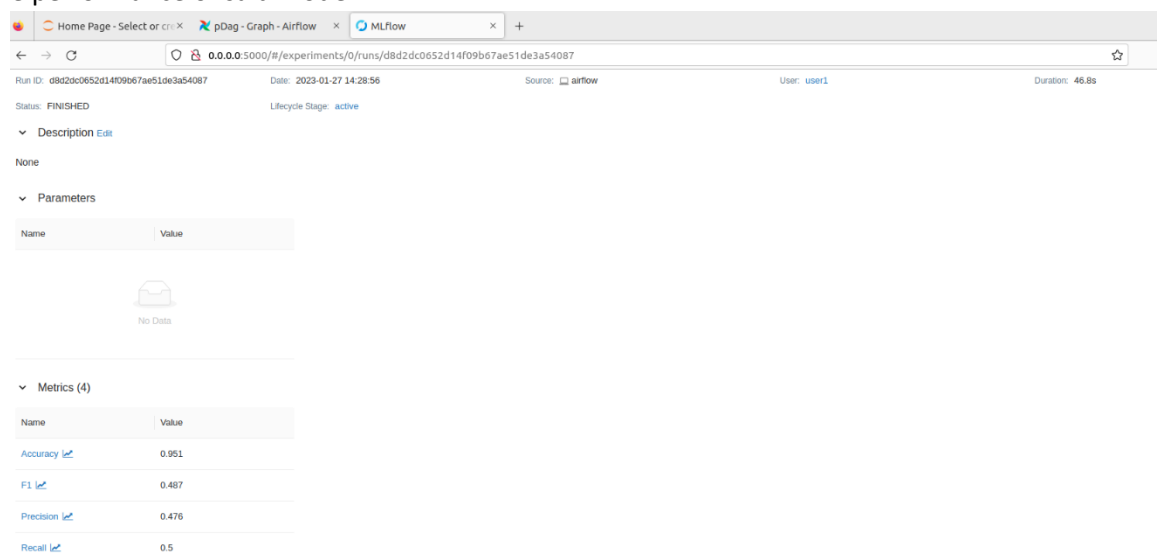 Home Page - Select or cre × pDag - Graph - Airflow × MLflow × +
0.0.0.0:5000/#/experiments/0/runs/d8d2dc0652d14f09b67ae51de3a54087
Run ID: d8d2dc0652d14f09b67ae51de3a54087 Date: 2023-01-27 14:28:56 Source: airflow User: user1 Duration: 46.8s
Status: FINISHED Lifecycle Stage: active
Description Edit
None
Parameters
Name Value
No Data
Metrics (4)
Name Value
Accuracy 0.951
F1 0.487
Precision 0.476
Recall 0.5